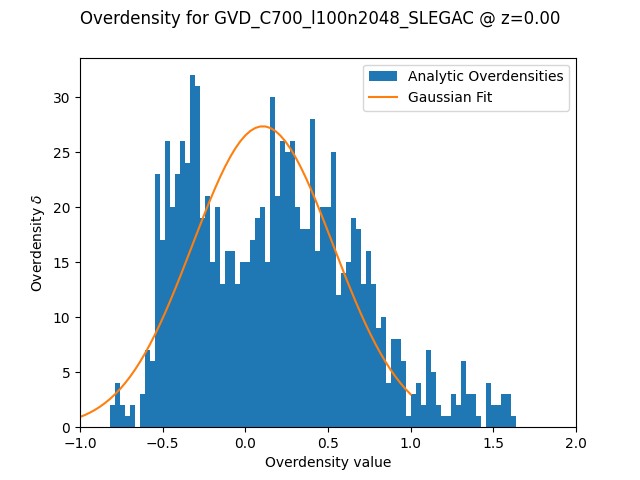 Overdensity for GVD_C700_l100n2048_SLEGAC @ z=0.00
Analytic Overdensities
Gaussian Fit
Overdensity δ
30
25
20
15
10
5
0
−1.0 −0.5 0.0 0.5 1.0 1.5 2.0
Overdensity value